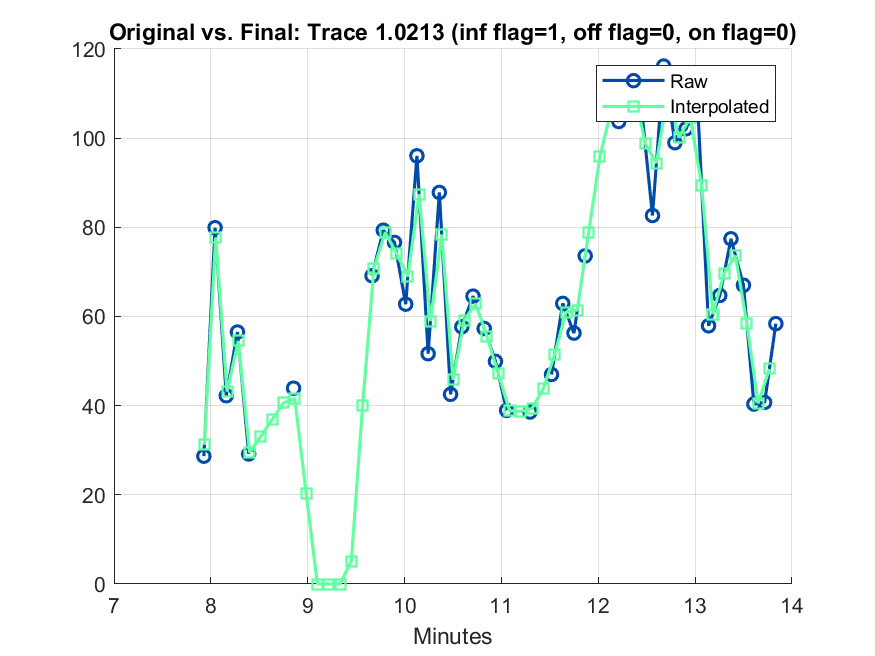 Original vs. Final: Trace 1.0213 (inf flag=1, off flag=0, on flag=0)
120
100
80
60
40
20
0
7 8 9 10 11 12 13 14
Minutes
Raw
Interpolated